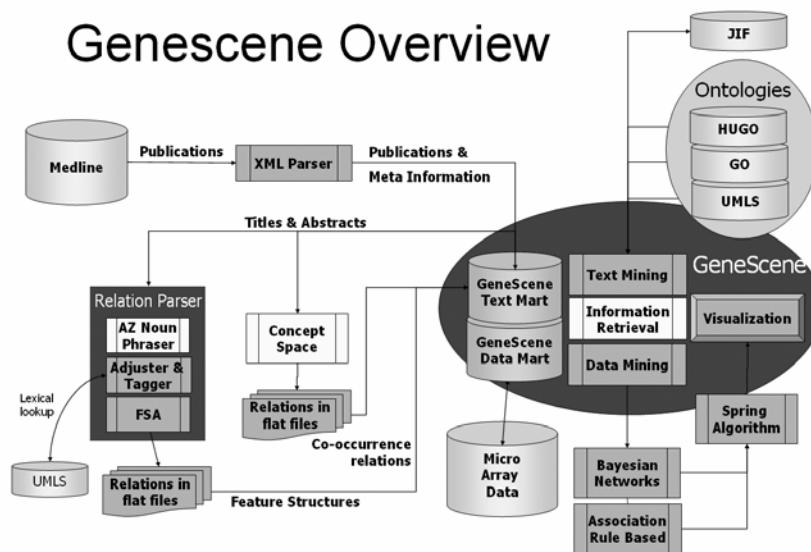 Genescene Overview
JIF
Ontologies
HUGO
GO
UMLS
Medline
Publications
XML Parser
Publications &
Meta Information
Titles & Abstracts
Relation Parser
AZ Noun
Phraser
Adjuster &
Tagger
FSA
Lexical
lookup
UMLS
Relations in
flat files
Feature Structures
Concept
Space
Relations in
flat files
Co-occurrence
relations
GeneScene
Text Mart
GeneScene
Data Mart
Micro
Array
Data
Text Mining
Information
Retrieval
Data Mining
GeneScene
Visualization
Spring
Algorithm
Bayesian
Networks
Association
Rule Based